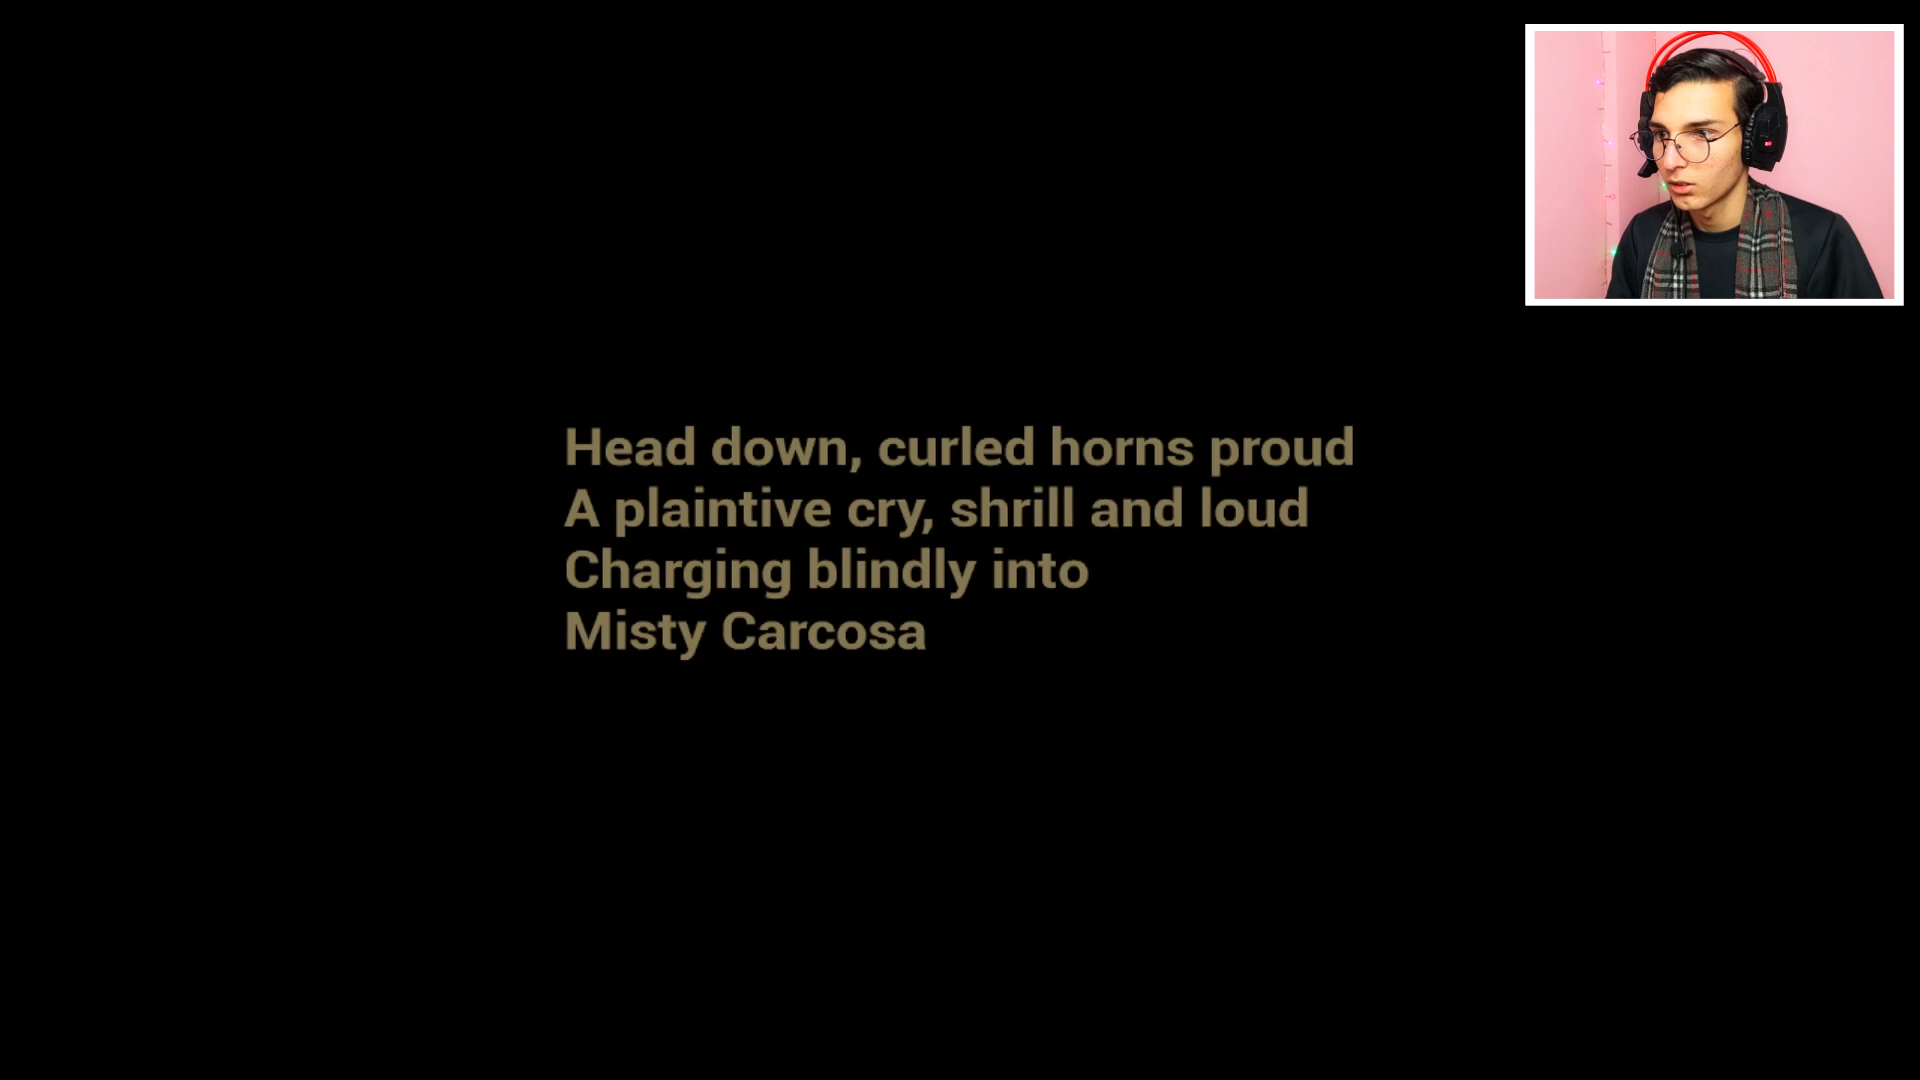 Head down, curled horns proud
A plaintive cry, shrill and loud
Charging blindly into
Misty Carcosa